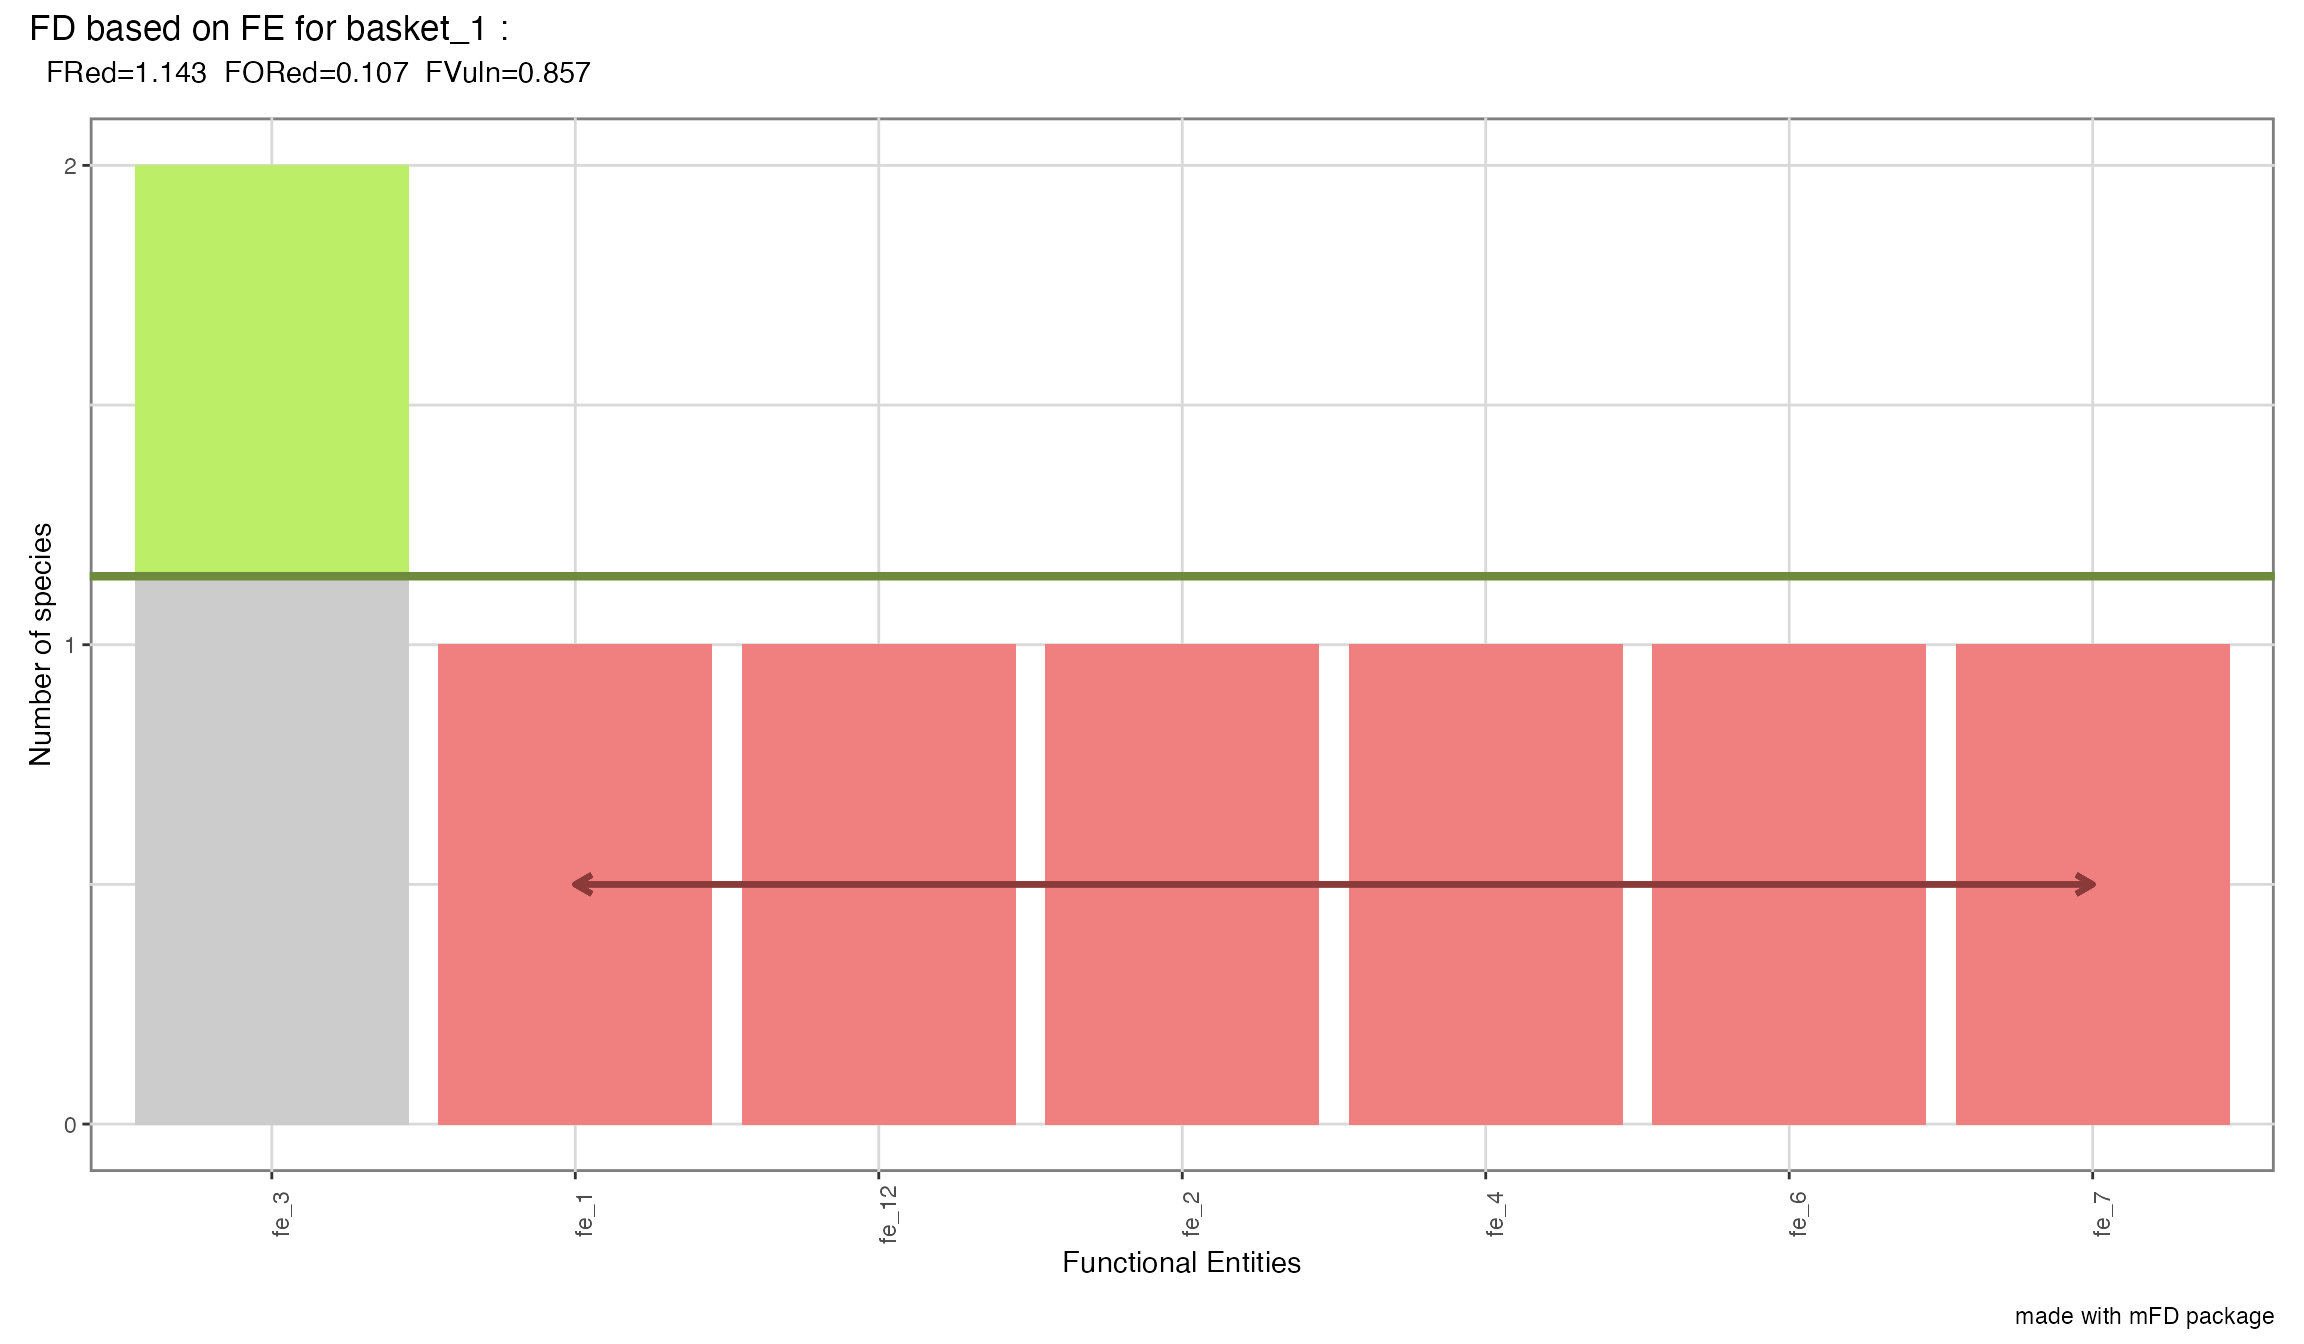 FD based on FE for basket_1 :
FRed=1.143 FORed=0.107 FVuln=0.857
Number of species
2
1
0
fe_3
fe_1
fe_12
fe_2
fe_4
fe_6
fe_7
Functional Entities
made with mFD package